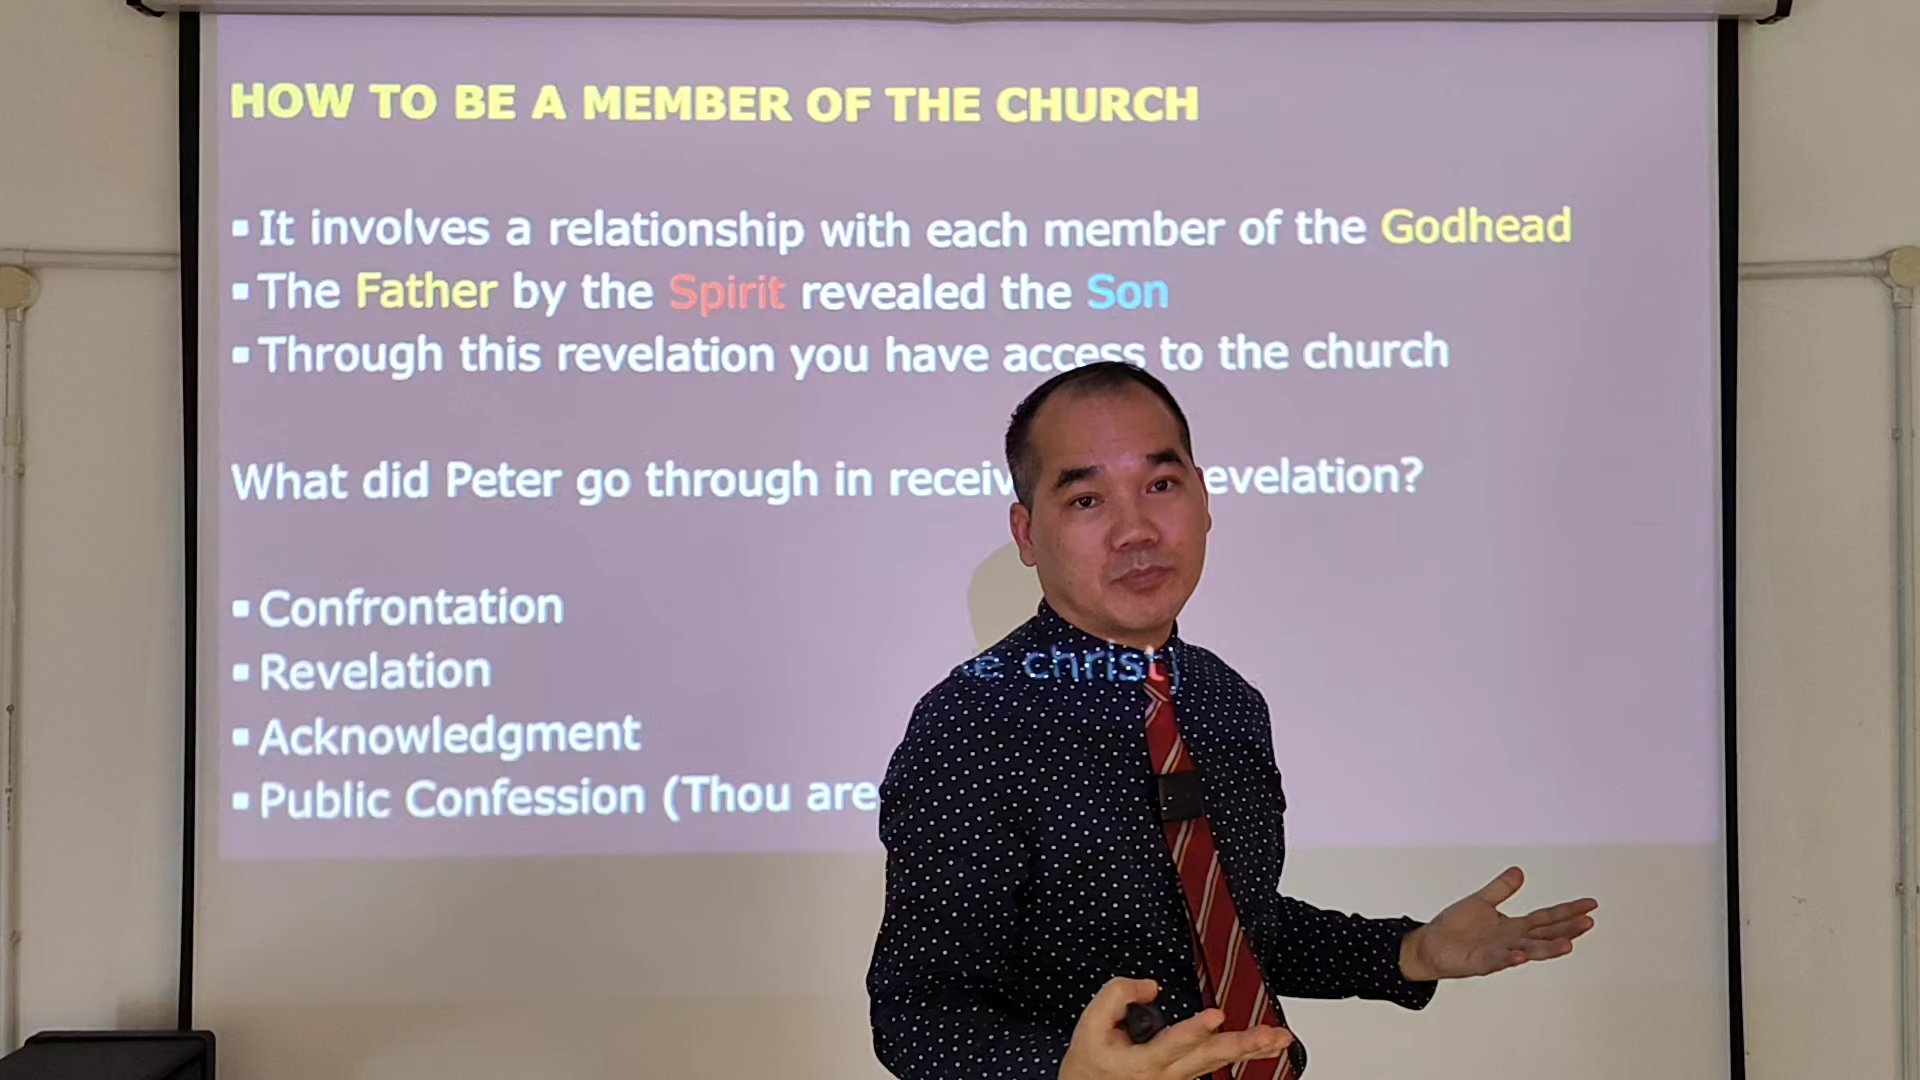 HOW TO BE A MEMBER OF THE CHURCH
▪ It involves a relationship with each member of the Godhead
▪ The Father by the Spirit revealed the Son
▪ Through this revelation you have access to the church
What did Peter go through in receiv evelation?
▪ Confrontation
▪ Revelation
▪ Acknowledgment
▪ Public Confession (Thou are christ)